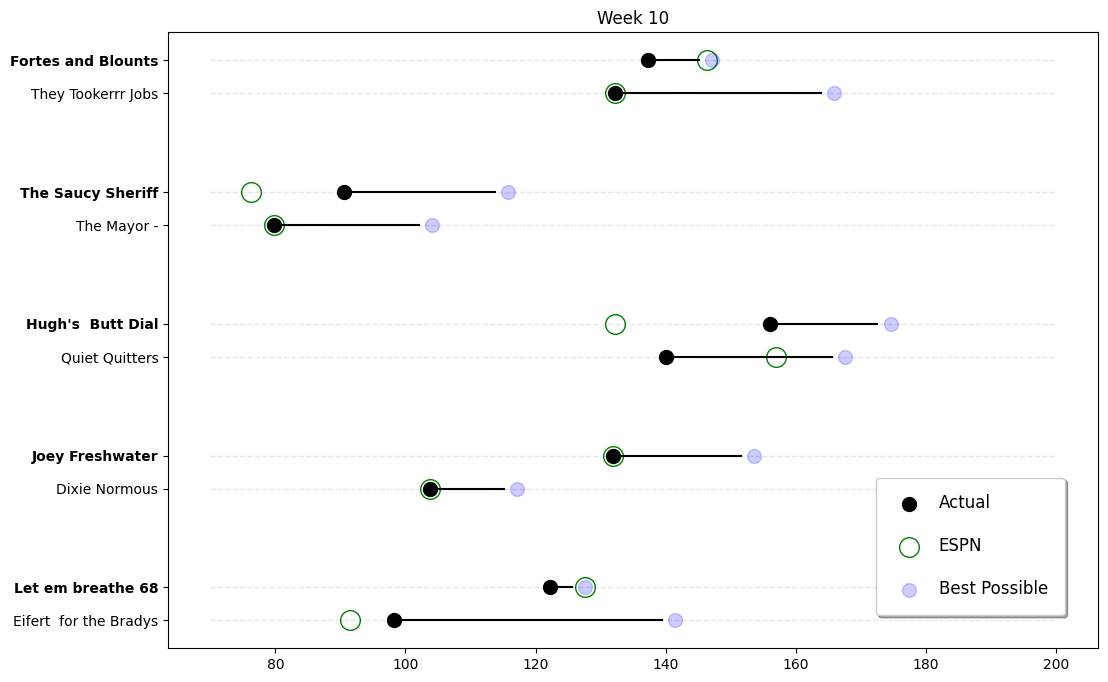 Week 10
Fortes and Blounts
They Tookerrr Jobs
The Saucy Sheriff
The Mayor -
Hugh's  Butt Dial
Quiet Quitters
Joey Freshwater
Dixie Normous
Let em breathe 68
Eifert  for the Bradys
Actual
ESPN
Best Possible
80 100 120 140 160 180 200